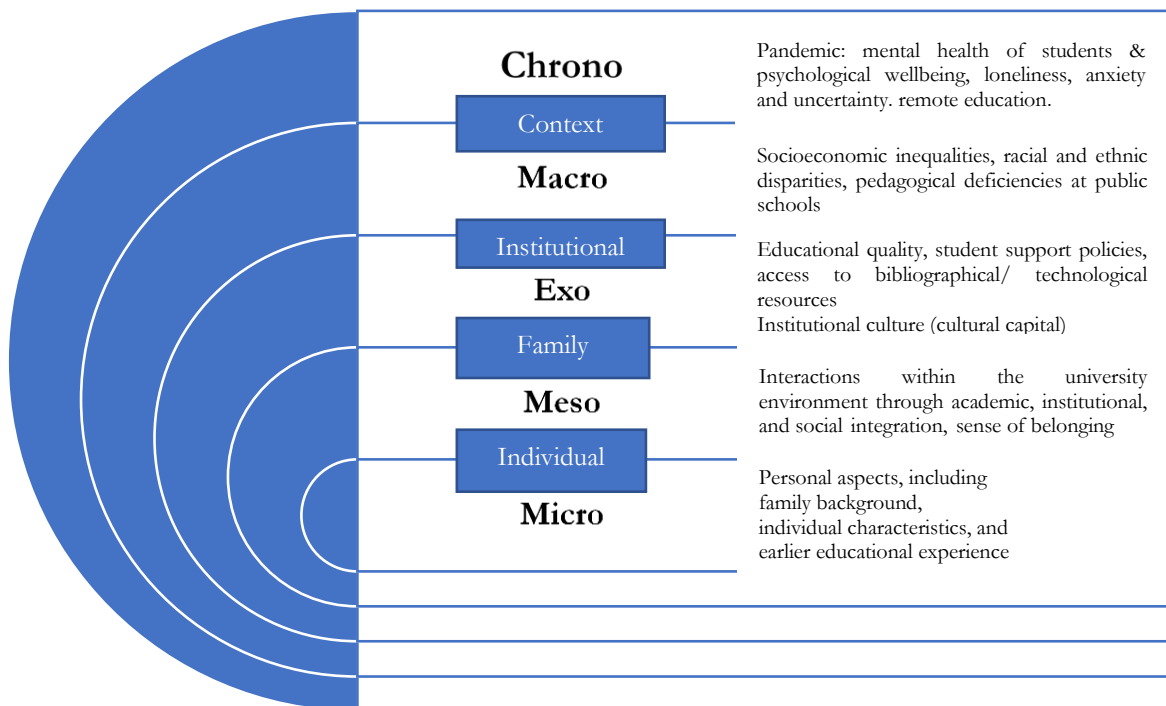 Chrono
Context
Macro
Institutional
Exo
Family
Meso
Individual
Micro
Pandemic: mental health of students &
psychological wellbeing, loneliness, anxiety
and uncertainty. remote education.
Socioeconomic inequalities, racial and ethnic
disparities, pedagogical deficiencies at public
schools
Educational quality, student support policies,
access to bibliographical/ technological
resources
Institutional culture (cultural capital)
Interactions within the university
environment through academic, institutional,
and social integration, sense of belonging
Personal aspects, including
family background,
individual characteristics, and
earlier educational experience